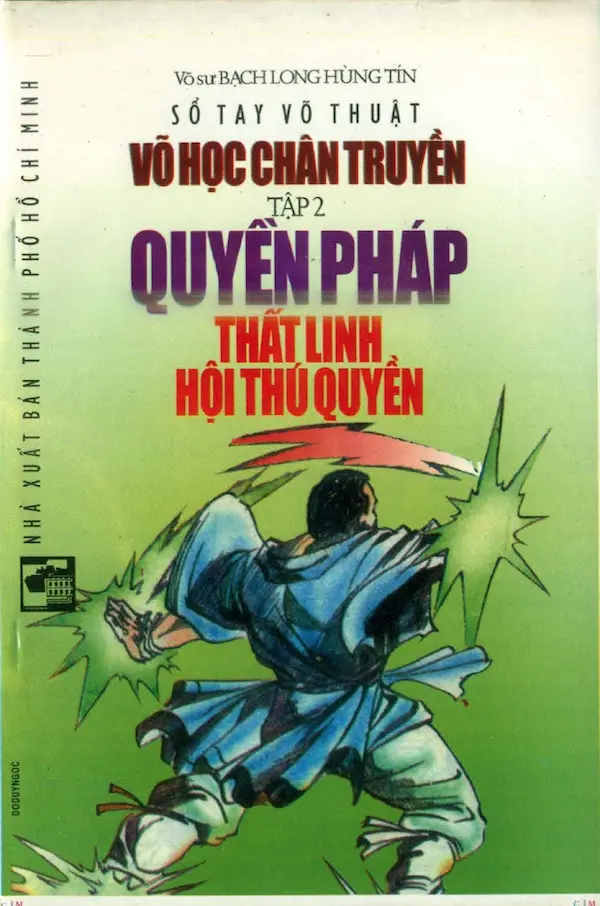 Võ sư BẠCH LONG HÙNG TÍN
SỔ TAY VÕ THUẬT
VÕ HỌC CHÂN TRUYỀN
TẬP 2
QUYỀN PHÁP
THẤT LINH
HỘI THÚ QUYỀN
NHÀ XUẤT BẢN THÀNH PHỐ HỒ CHÍ MINH
DODUYNGOC